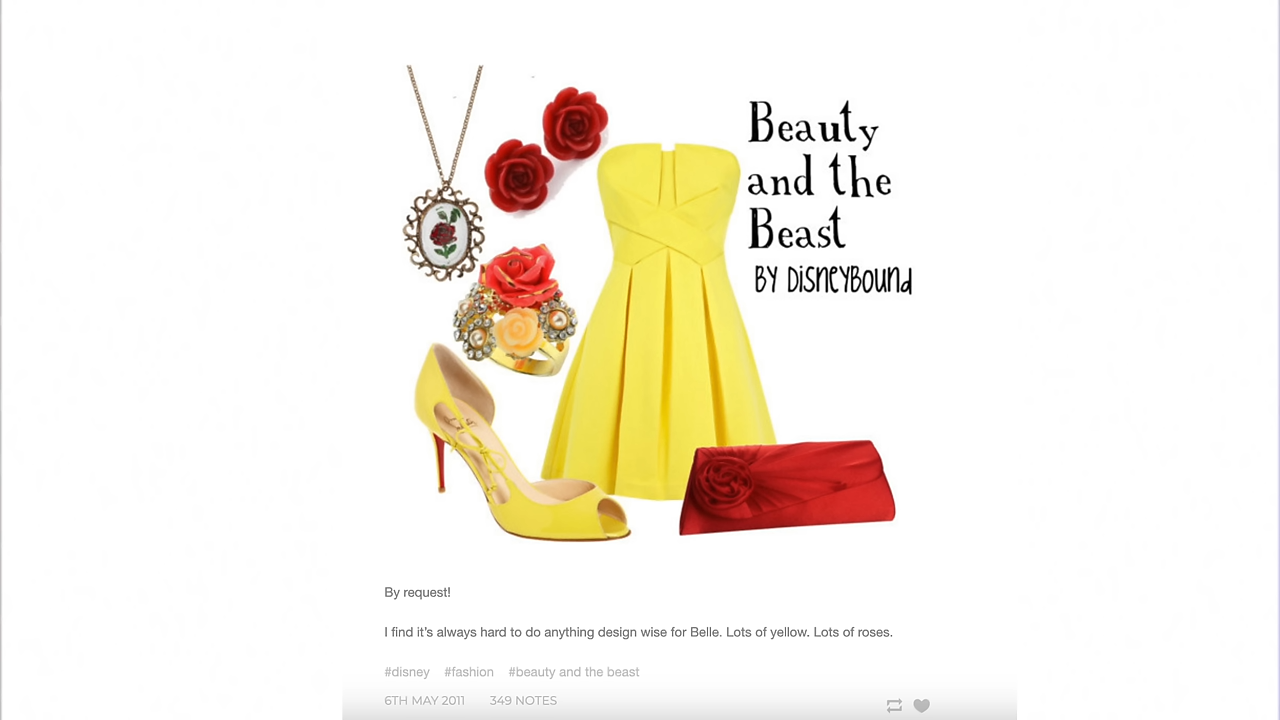 Beauty
and the
Beast
BY DISNEYBOUND
By request!
I find it's always hard to do anything design wise for Belle. Lots of yellow. Lots of roses.
#disney #fashion #beauty and the beast
6TH MAY 2011 349 NOTES